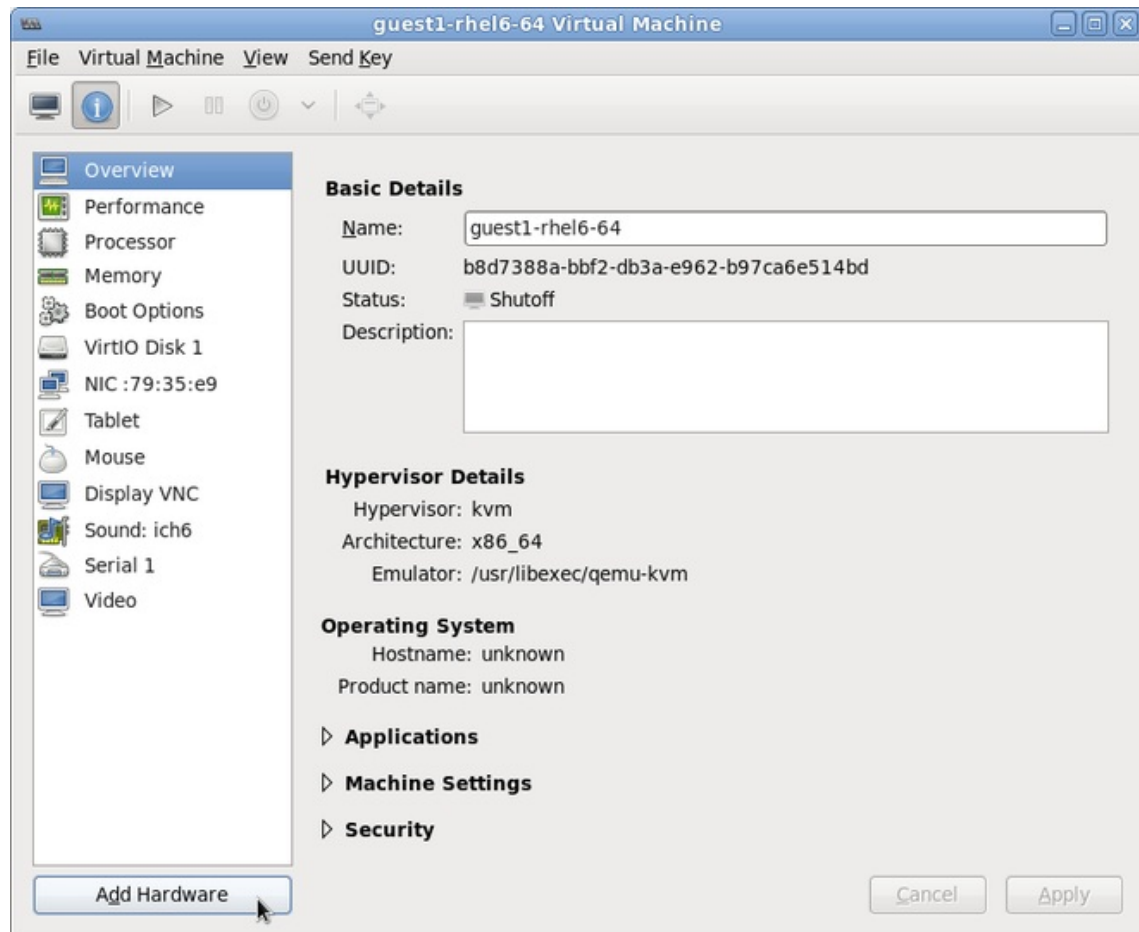 guest1-rhel6-64 Virtual Machine
File Virtual Machine View Send Key
Overview
Performance
Processor
Memory
Boot Options
VirtIO Disk 1
NIC :79:35:e9
Tablet
Mouse
Display VNC
Sound: ich6
Serial 1
Video
Add Hardware
Basic Details
Name: guest1-rhel6-64
UUID: b8d7388a-bbf2-db3a-e962-b97ca6e514bd
Status: Shutoff
Description:
Hypervisor Details
Hypervisor: kvm
Architecture: x86_64
Emulator: /usr/libexec/qemu-kvm
Operating System
Hostname: unknown
Product name: unknown
Applications
Machine Settings
Security
Cancel Apply